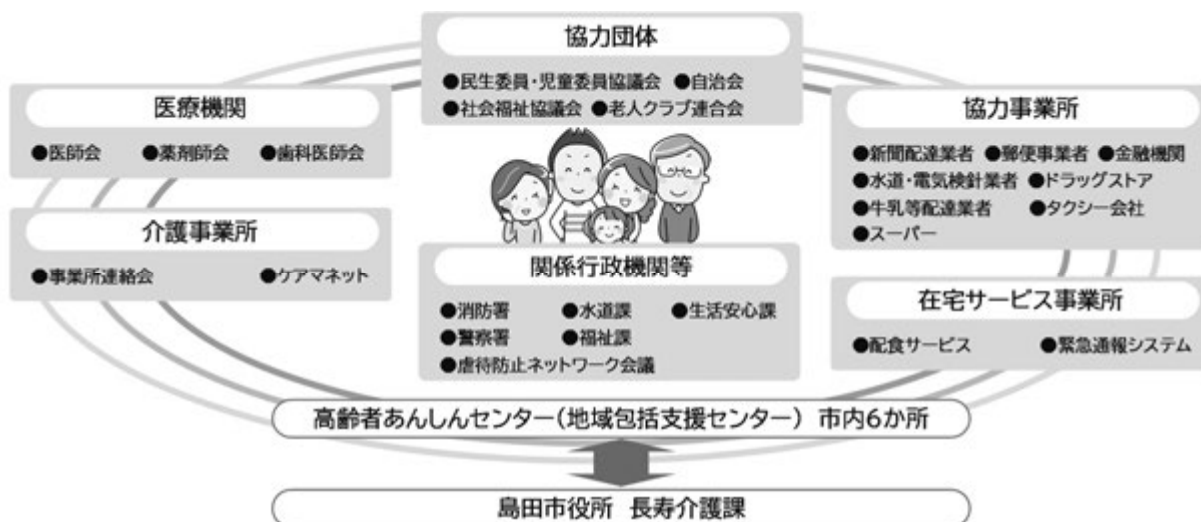 協力団体
●民生委員・児童委員協議会 ●自治会
●社会福祉協議会 ●老人クラブ連合会
医療機関
●医師会 ●薬剤師会 ●歯科医師会
協力事業所
●新聞配達業者 ●郵便事業者 ●金融機関
●水道・電気検針業者 ●ドラッグストア
●牛乳等配達業者 ●タクシー会社
●スーパー
介護事業所
●事業所連絡会 ●ケアマネット
関係行政機関等
●消防署 ●水道課 ●生活安心課
●警察署 ●福祉課
●虐待防止ネットワーク会議
在宅サービス事業所
●配食サービス ●緊急通報システム
高齢者あんしんセンター(地域包括支援センター) 市内6か所
島田市役所 長寿介護課